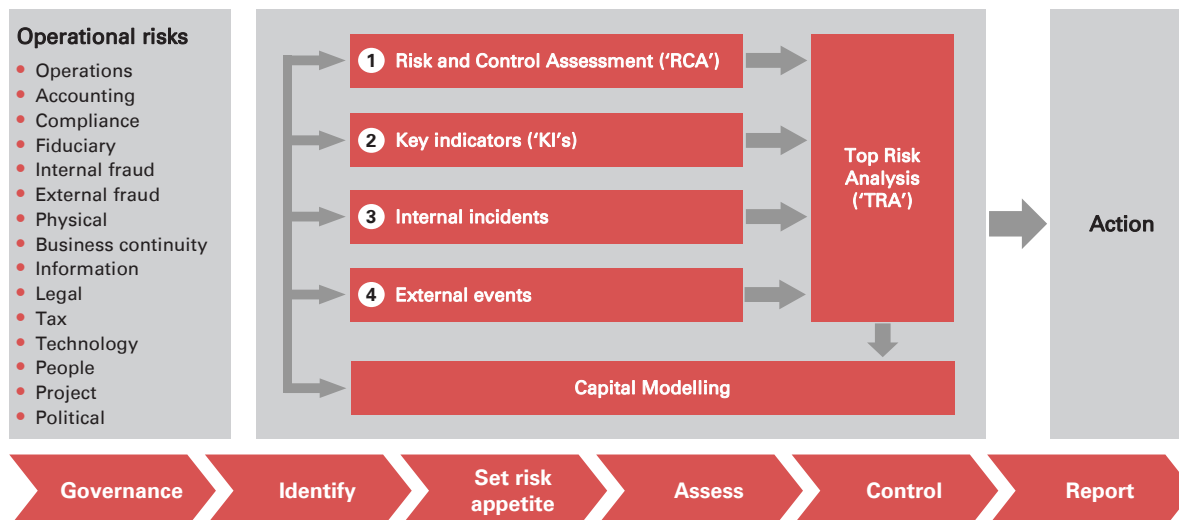 Operational risks
• Operations
• Accounting
• Compliance
• Fiduciary
• Internal fraud
• External fraud
• Physical
• Business continuity
• Information
• Legal
• Tax
• Technology
• People
• Project
• Political
1 Risk and Control Assessment (‘RCA’)
2 Key indicators (‘KI’s)
3 Internal incidents
4 External events
Top Risk
Analysis
(‘TRA’)
Capital Modelling
Action
Governance
Identify
Set risk
appetite
Assess
Control
Report